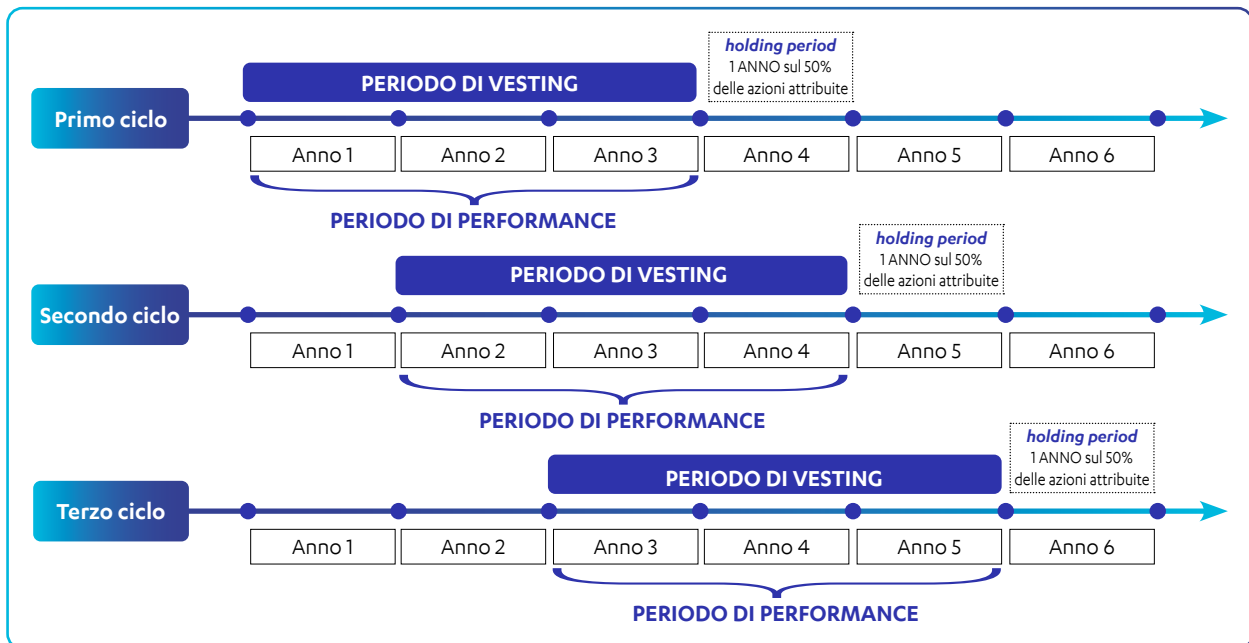 holding period
1 ANNO sul 50%
delle azioni attribuite
PERIODO DI VESTING
Primo ciclo
Anno 1 Anno 2 Anno 3 Anno 4 Anno 5 Anno 6
PERIODO DI PERFORMANCE
holding period
1 ANNO sul 50%
delle azioni attribuite
PERIODO DI VESTING
Secondo ciclo
Anno 1 Anno 2 Anno 3 Anno 4 Anno 5 Anno 6
PERIODO DI PERFORMANCE
holding period
1 ANNO sul 50%
delle azioni attribuite
PERIODO DI VESTING
Terzo ciclo
Anno 1 Anno 2 Anno 3 Anno 4 Anno 5 Anno 6
PERIODO DI PERFORMANCE